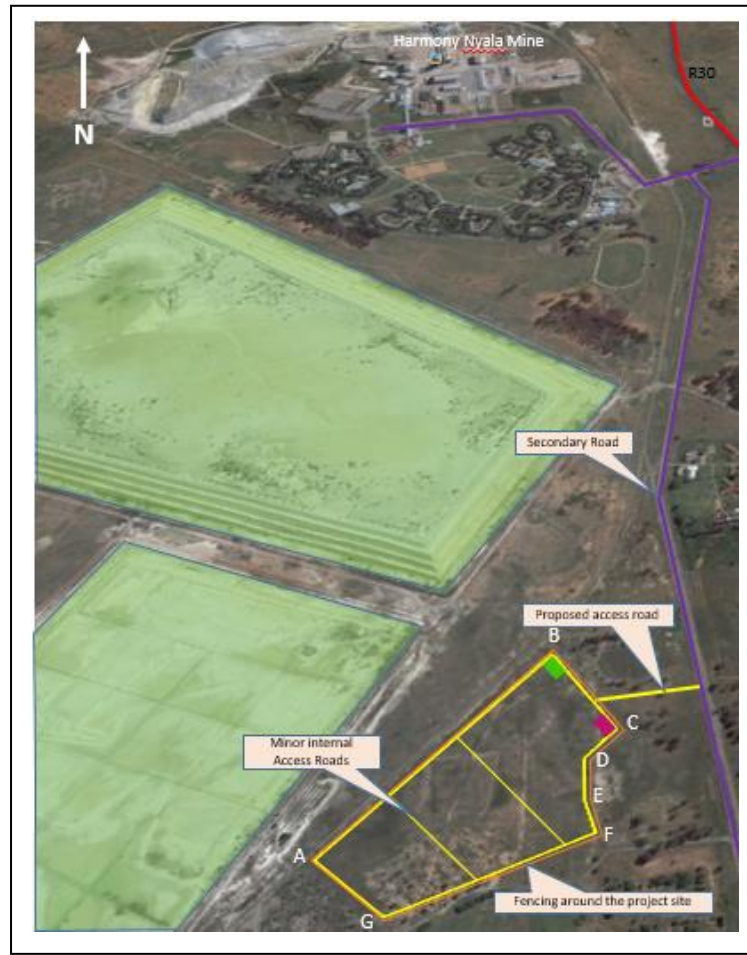 Harmony Nyala Mine
R30
N
Secondary Road
Proposed access road
B
Minor internal
Access Roads
C
D
E
A
F
Fencing around the project site
G